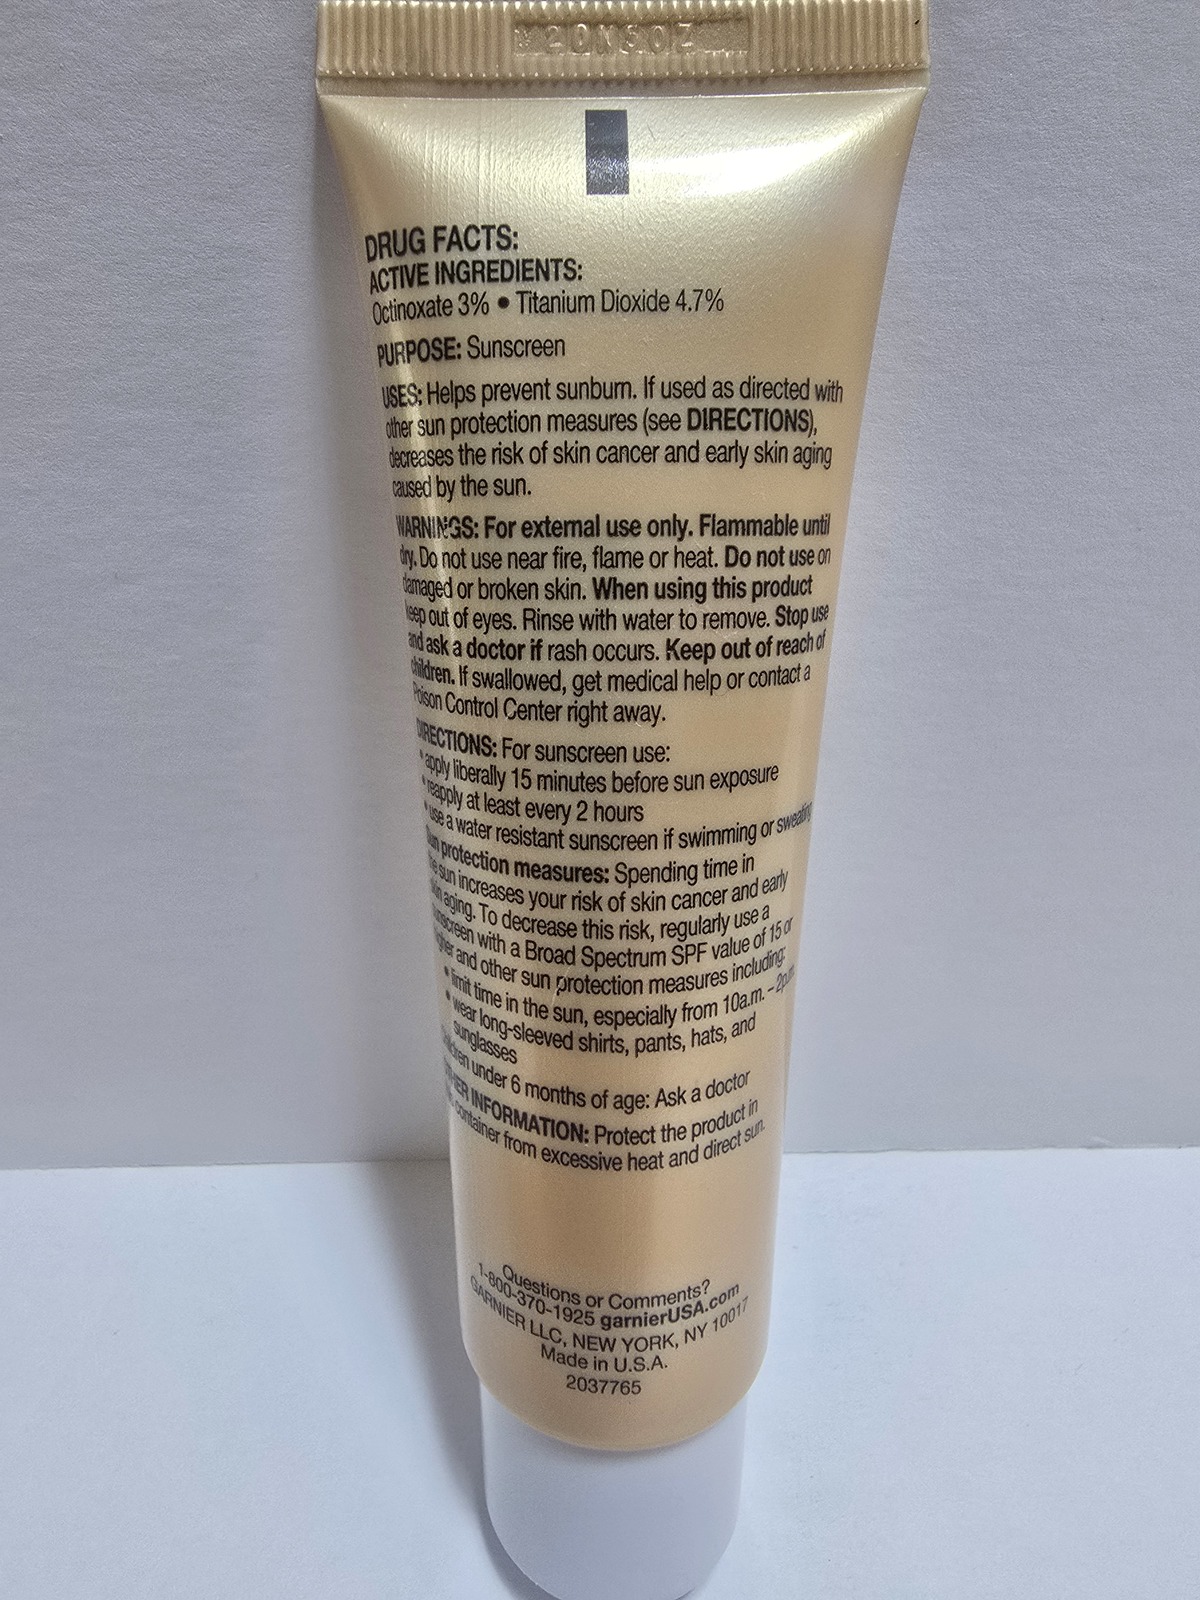 20N30Z
DRUG FACTS:
ACTIVE INGREDIENTS:
Octinoxate 3% • Titanium Dioxide 4.7%
PURPOSE: Sunscreen
USES: Helps prevent sunburn. If used as directed with
other sun protection measures (see DIRECTIONS),
decreases the risk of skin cancer and early skin aging
caused by the sun.
WARNINGS: For external use only. Flammable until
dry. Do not use near fire, flame or heat. Do not use on
damaged or broken skin. When using this product
keep out of eyes. Rinse with water to remove. Stop use
and ask a doctor if rash occurs. Keep out of reach of
children. If swallowed, get medical help or contact a
Poison Control Center right away.
DIRECTIONS: For sunscreen use:
• apply liberally 15 minutes before sun exposure
• reapply at least every 2 hours
• use a water resistant sunscreen if swimming or sweating
Sun protection measures: Spending time in
the sun increases your risk of skin cancer and early
skin aging. To decrease this risk, regularly use a
sunscreen with a Broad Spectrum SPF value of 15 or
higher and other sun protection measures including:
• limit time in the sun, especially from 10a.m. – 2p.m.
• wear long-sleeved shirts, pants, hats, and
sunglasses
Children under 6 months of age: Ask a doctor
OTHER INFORMATION: Protect the product in
container from excessive heat and direct sun.
Questions or Comments?
1-800-370-1925 garnierUSA.com
GARNIER LLC, NEW YORK, NY 10017
Made in U.S.A.
2037765